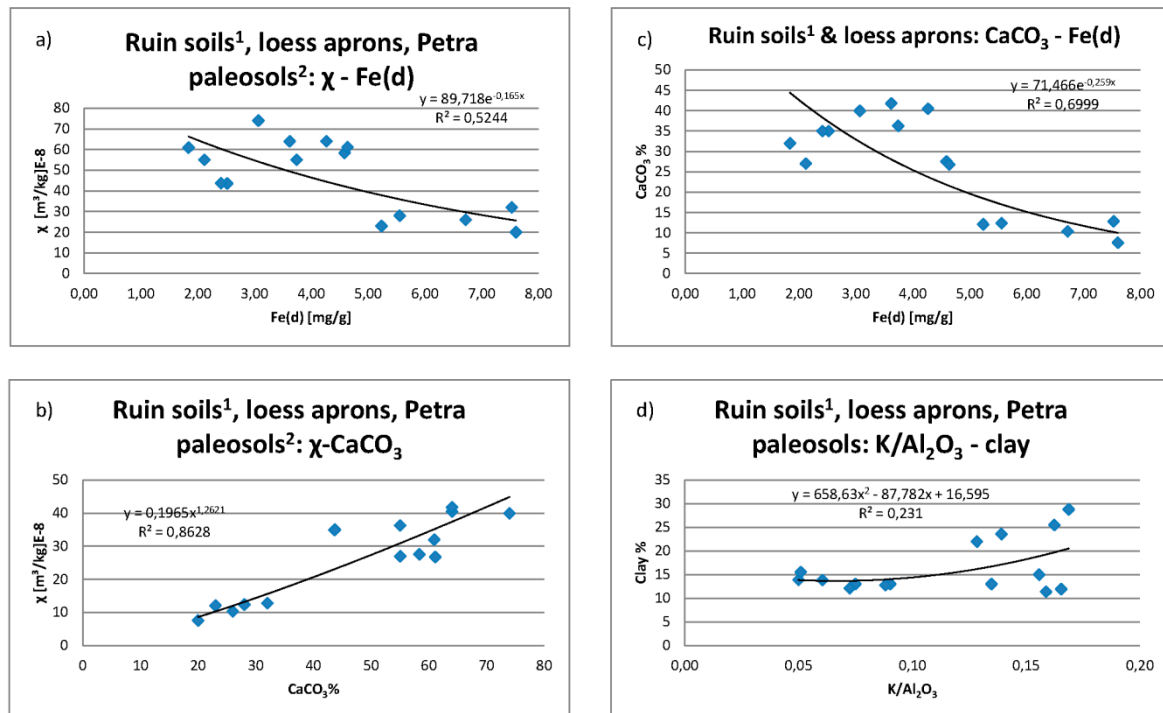 a)
Ruin soils¹, loess aprons, Petra
paleosols²: χ - Fe(d)
y = 89,718e^-0,165x
R² = 0,5244
χ [m³/kg]E-8
80
70
60
50
40
30
20
10
0
0,00 1,00 2,00 3,00 4,00 5,00 6,00 7,00 8,00
Fe(d) [mg/g]
c)
Ruin soils¹ & loess aprons: CaCO₃ - Fe(d)
y = 71,466e^-0,259x
R² = 0,6999
CaCO₃ %
50
45
40
35
30
25
20
15
10
5
0
0,00 1,00 2,00 3,00 4,00 5,00 6,00 7,00 8,00
Fe(d) [mg/g]
b)
Ruin soils¹, loess aprons, Petra
paleosols²: χ-CaCO₃
y = 0,1965x^1,2621
R² = 0,8628
χ [m³/kg]E-8
50
40
30
20
10
0
0 10 20 30 40 50 60 70 80
CaCO₃%
d)
Ruin soils¹, loess aprons, Petra
paleosols: K/Al₂O₃ - clay
y = 658,63x² - 87,782x + 16,595
R² = 0,231
Clay %
35
30
25
20
15
10
5
0
0,00 0,05 0,10 0,15 0,20
K/Al₂O₃